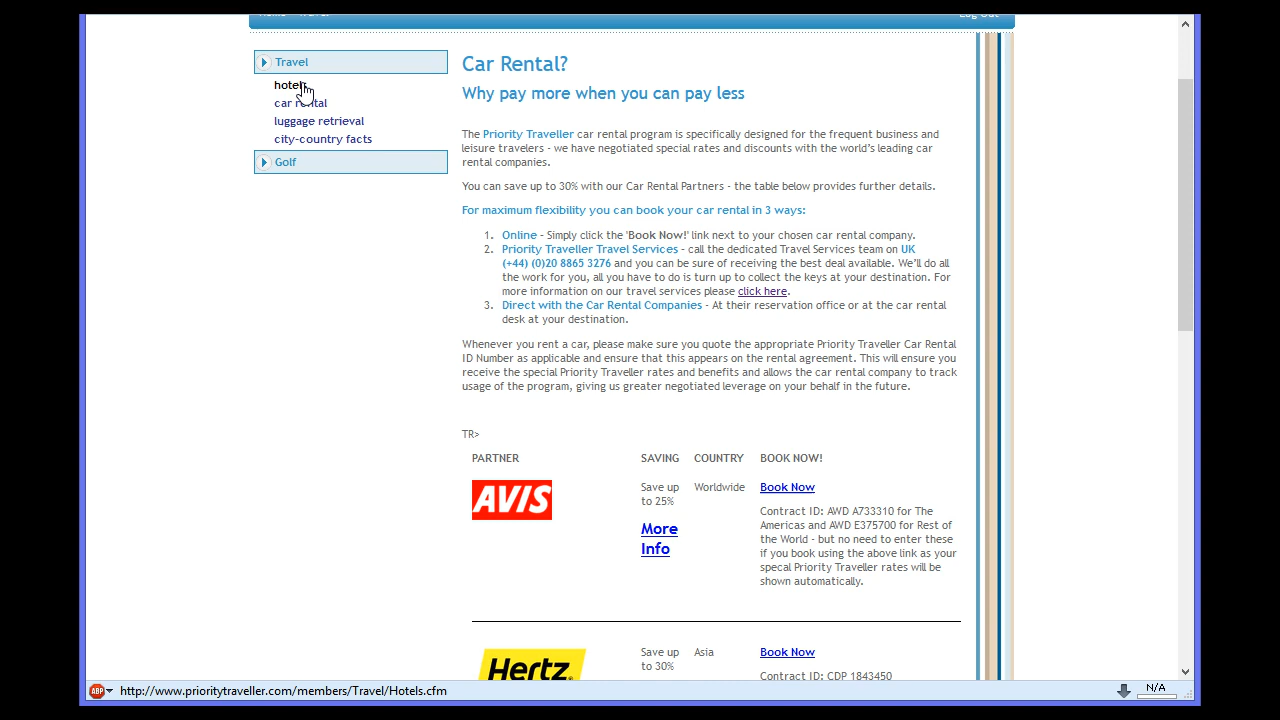 Travel
hotels
car rental
luggage retrieval
city-country facts
Golf
Car Rental?
Why pay more when you can pay less
The Priority Traveller car rental program is specifically designed for the frequent business and
leisure travelers - we have negotiated special rates and discounts with the world's leading car
rental companies.
You can save up to 30% with our Car Rental Partners - the table below provides further details.
For maximum flexibility you can book your car rental in 3 ways:
1. Online - Simply click the 'Book Now!' link next to your chosen car rental company.
2. Priority Traveller Travel Services - call the dedicated Travel Services team on UK
(+44) (0)20 8865 3276 and you can be sure of receiving the best deal available. We'll do all
the work for you, all you have to do is turn up to collect the keys at your destination. For
more information on our travel services please click here.
3. Direct with the Car Rental Companies - At their reservation office or at the car rental
desk at your destination.
Whenever you rent a car, please make sure you quote the appropriate Priority Traveller Car Rental
ID Number as applicable and ensure that this appears on the rental agreement. This will ensure you
receive the special Priority Traveller rates and benefits and allows the car rental company to track
usage of the program, giving us greater negotiated leverage on your behalf in the future.
TR>
PARTNER SAVING COUNTRY BOOK NOW!
AVIS
Save up
to 25%
More
Info
Worldwide
Book Now
Contract ID: AWD A733310 for The
Americas and AWD E375700 for Rest of
the World - but no need to enter these
if you book using the above link as your
specal Priority Traveller rates will be
shown automatically.
Hertz
Save up
to 30%
Asia
Book Now
Contract ID: CDP 1843450
ABP http://www.prioritytraveller.com/members/Travel/Hotels.cfm
N/A